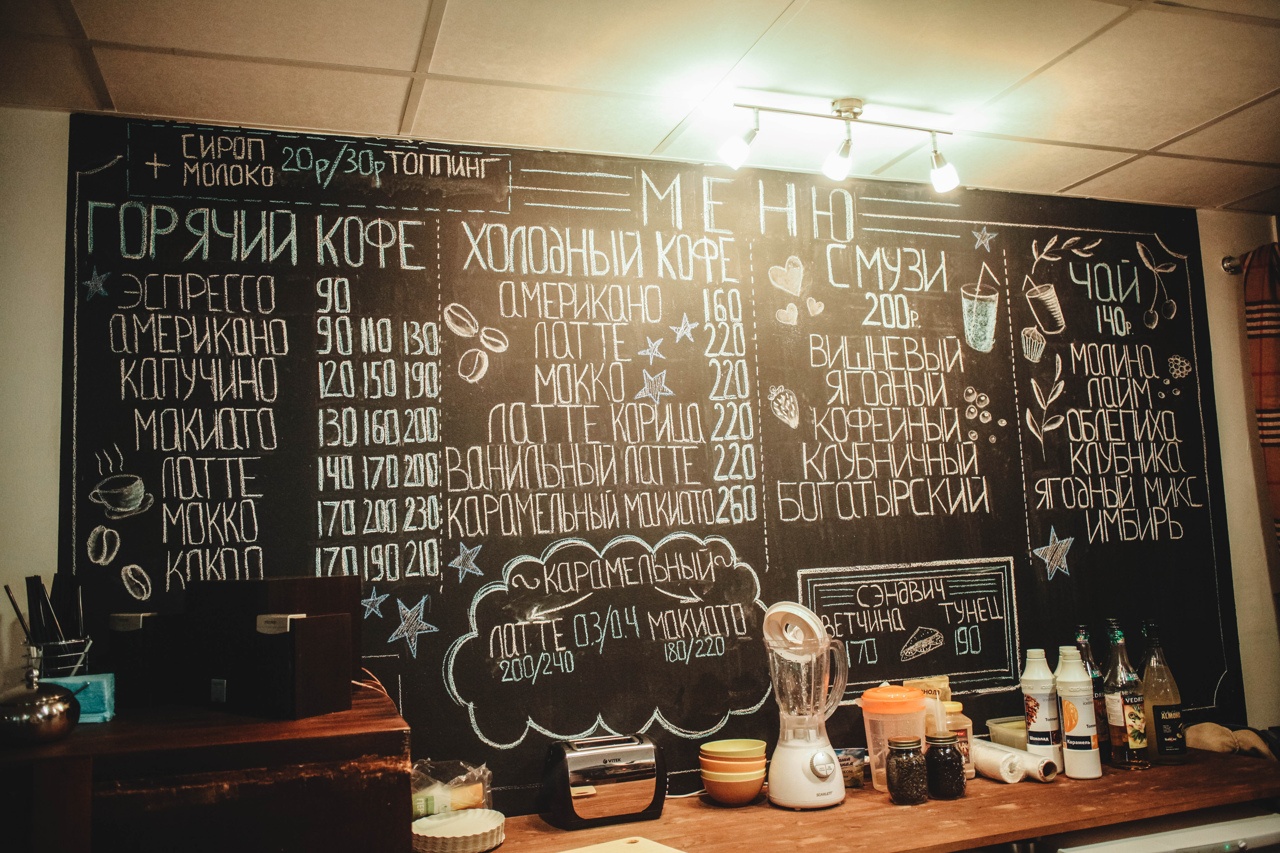 + СИРОП
МОЛОКО 20р/30р ТОППИНГ
МЕНЮ
ГОРЯЧИЙ КОФЕ
ЭСПРЕССО 90
АМЕРИКАНО 90 110 130
КАПУЧИНО 120 150 190
МАКИАТО 130 160 200
ЛАТТЕ 140 170 200
МОККО 170 200 230
КАКАО 170 190 210
ХОЛОДНЫЙ КОФЕ
АМЕРИКАНО 160
ЛАТТЕ 220
МОККО 220
ЛАТТЕ КОРИЦА 220
ВАНИЛЬНЫЙ ЛАТТЕ 220
КАРАМЕЛЬНЫЙ МАКИАТО 260
~КАРАМЕЛЬНЫЙ~
ЛАТТЕ 0.3/0.4 МАКИАТО
200/240 180/220
СМУЗИ
200р.
ВИШНЕВЫЙ
ЯГОДНЫЙ
КОФЕЙНЫЙ
КЛУБНИЧНЫЙ
БОГАТЫРСКИЙ
СЭНДВИЧ
ВЕТЧИНА ТУНЕЦ
170 190
ЧАЙ
140р.
МАЛИНА
ЛАЙМ
ОБЛЕПИХА
КЛУБНИКА
ЯГОДНЫЙ МИКС
ИМБИРЬ
VITEK
SCARLETT
Шоколад
Карамель